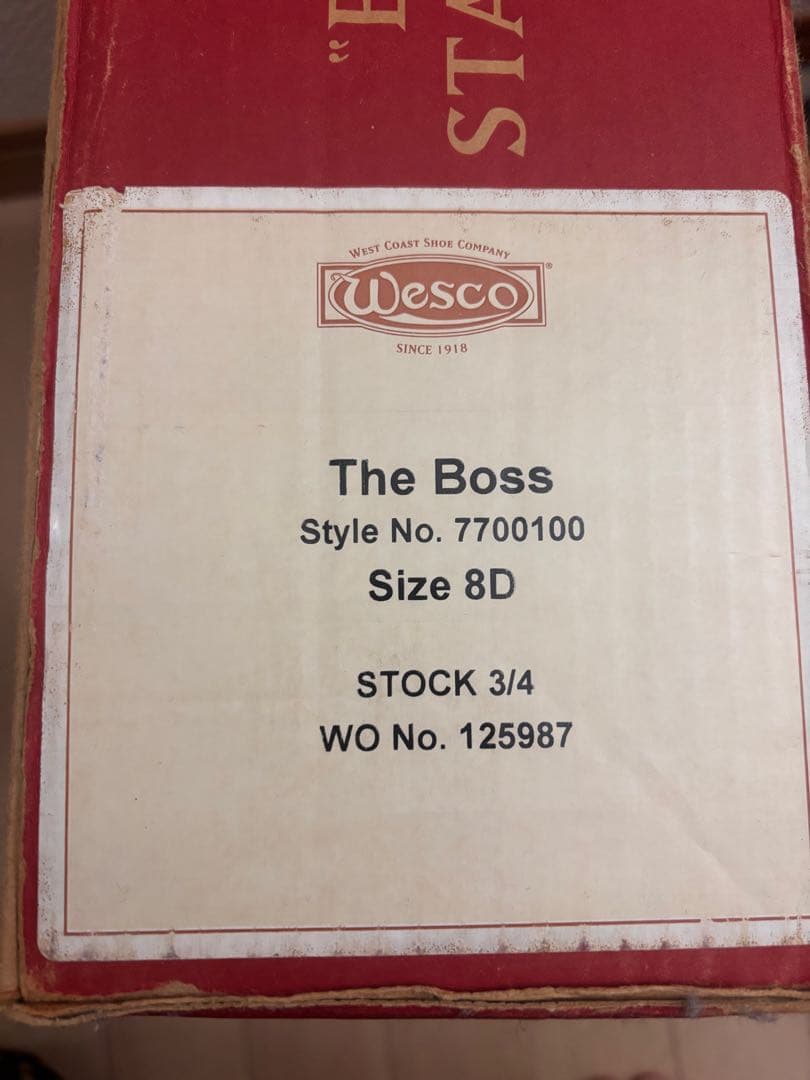 "E
STA
WEST COAST SHOE COMPANY
Wesco®
SINCE 1918
The Boss
Style No. 7700100
Size 8D
STOCK 3/4
WO No. 125987